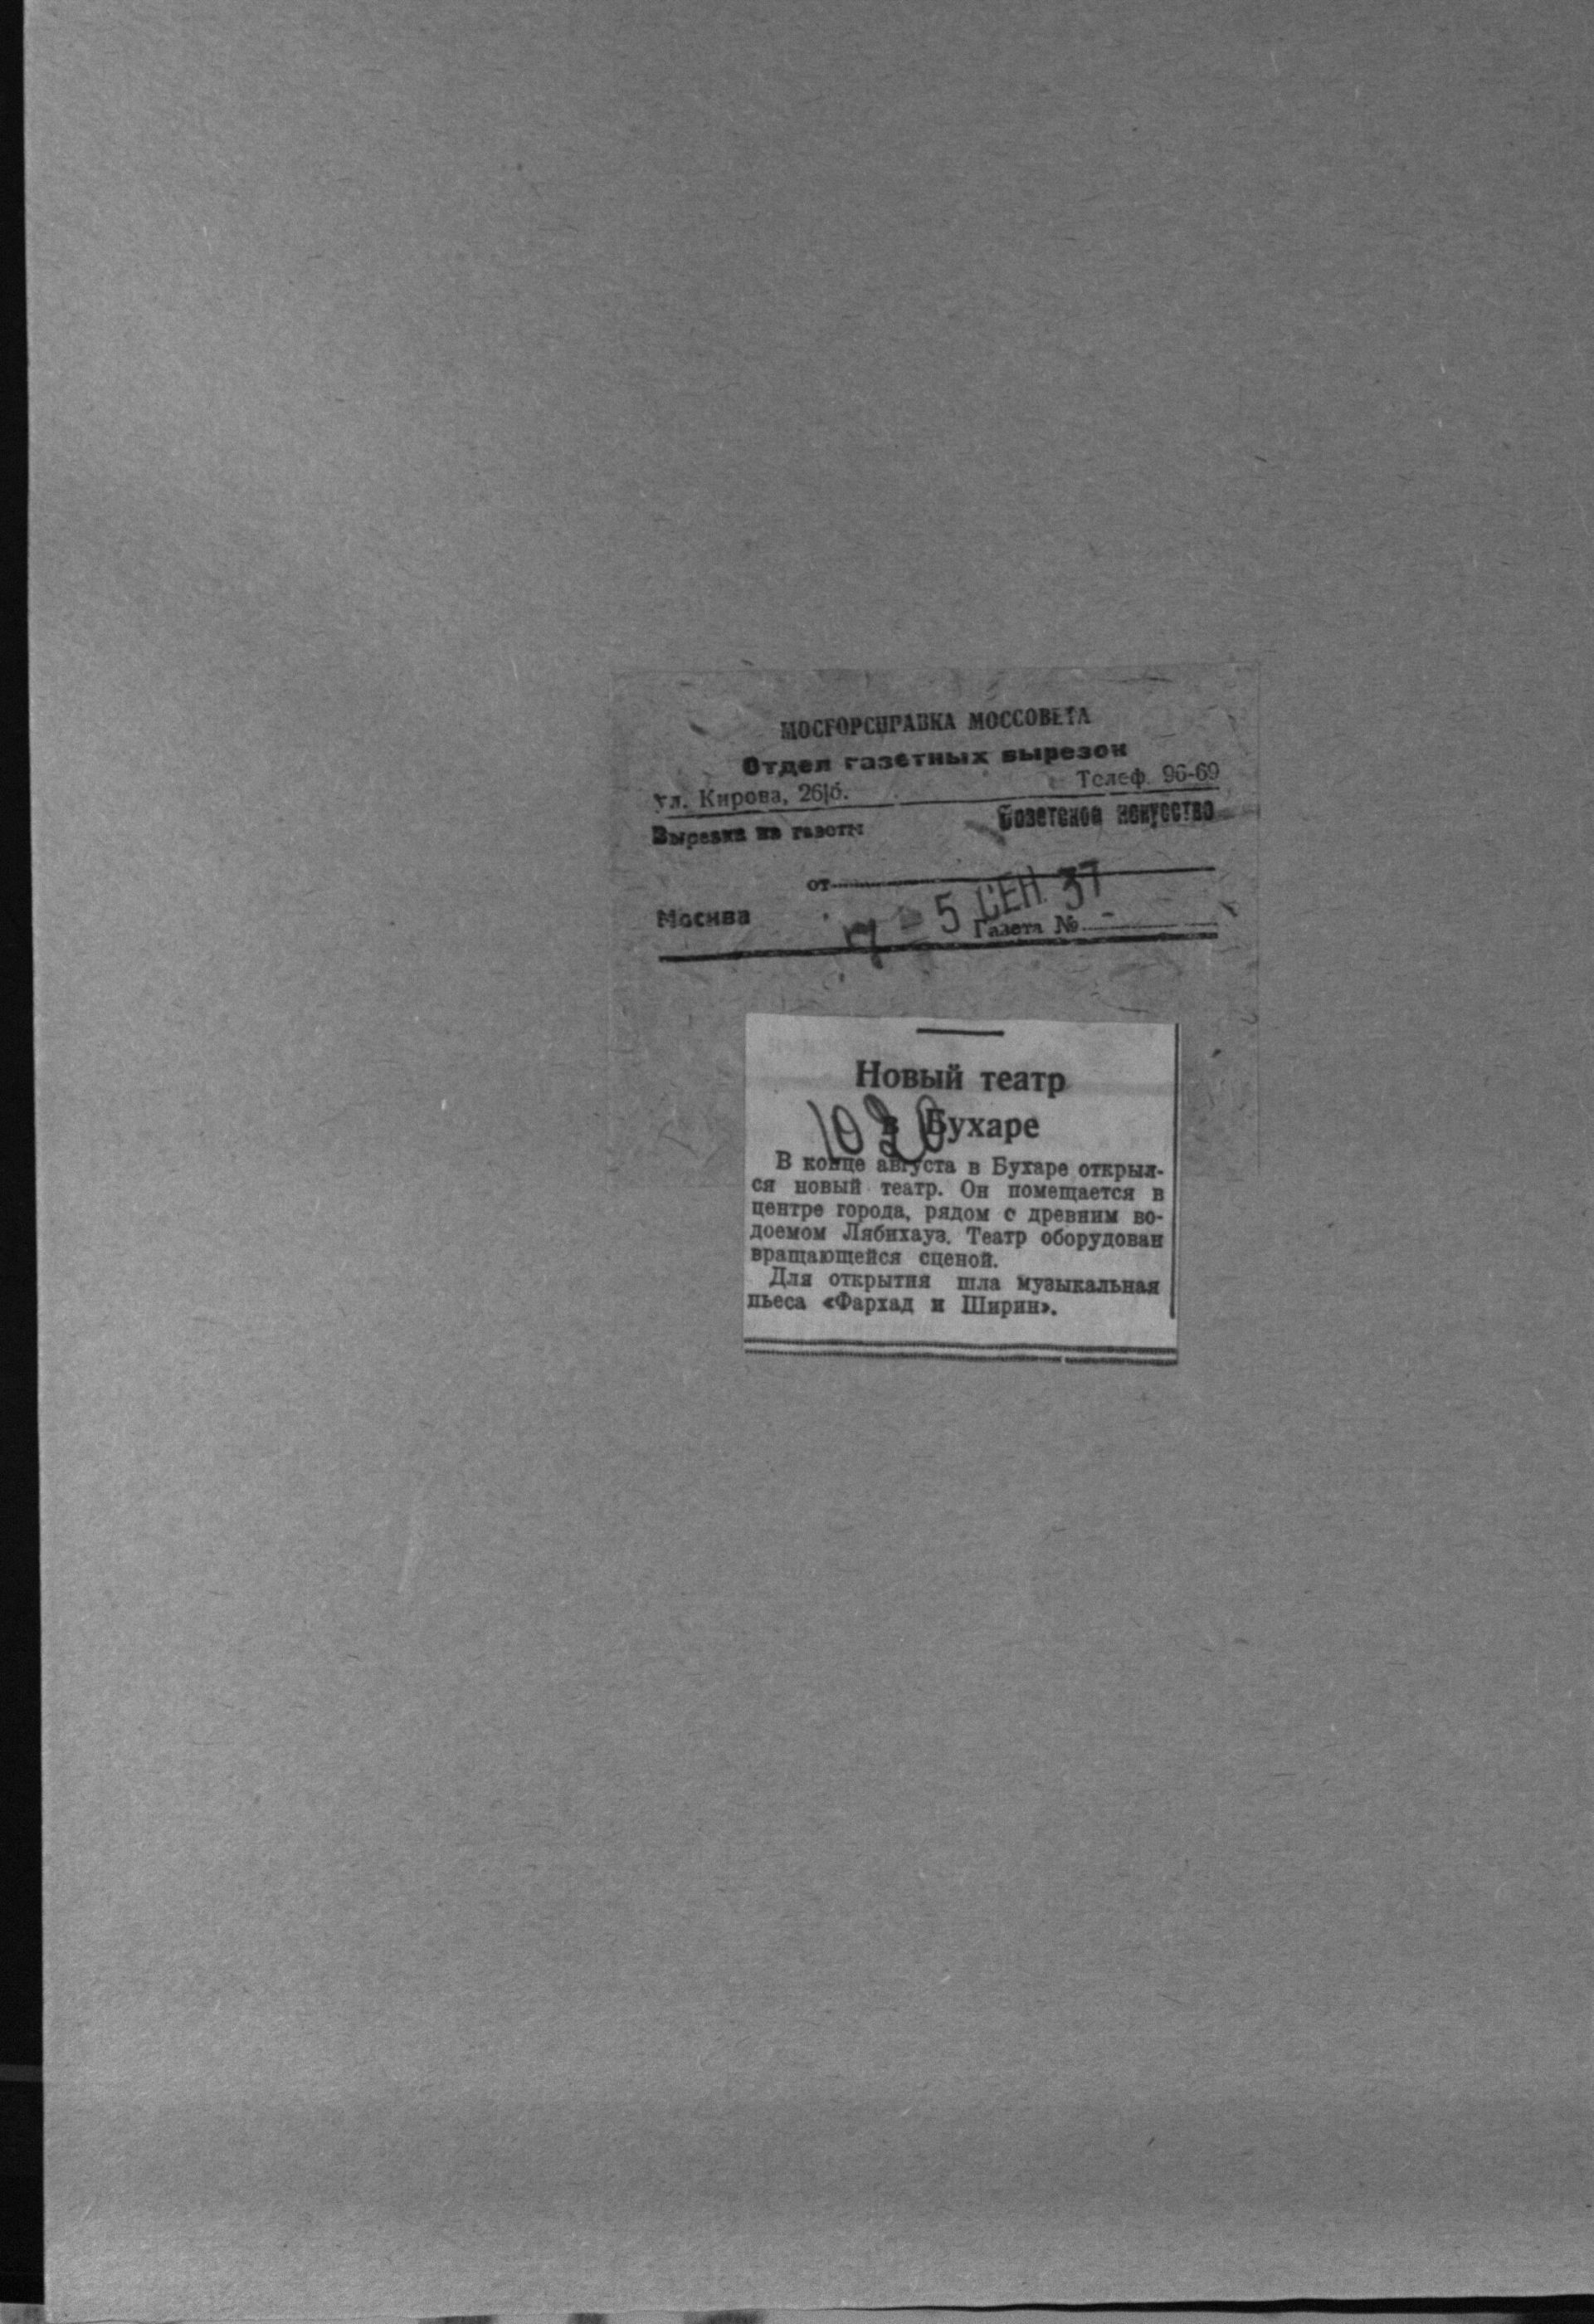 МОСГОРСПРАВКА МОССОВЕТА
Отдел газетных вырезок
ул. Кирова, 26|б. Телеф. 96-69
Вырезка из газеты Советское искусство
от
5 СЕН 37
Москва Газета №
Новый театр
в Бухаре
1020
В конце августа в Бухаре открыл-
ся новый театр. Он помещается в
центре города, рядом с древним во-
доемом Лябихауз. Театр оборудован
вращающейся сценой.
Для открытия шла музыкальная
пьеса «Фархад и Ширин».